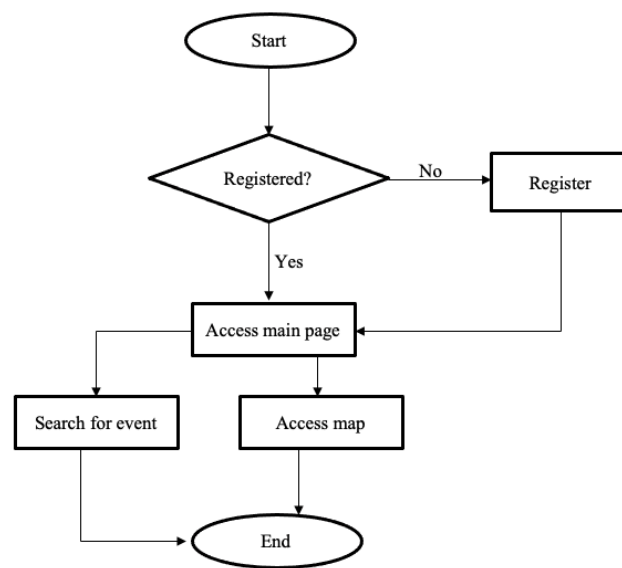 Start
Registered?
No
Register
Yes
Access main page
Search for event
Access map
End